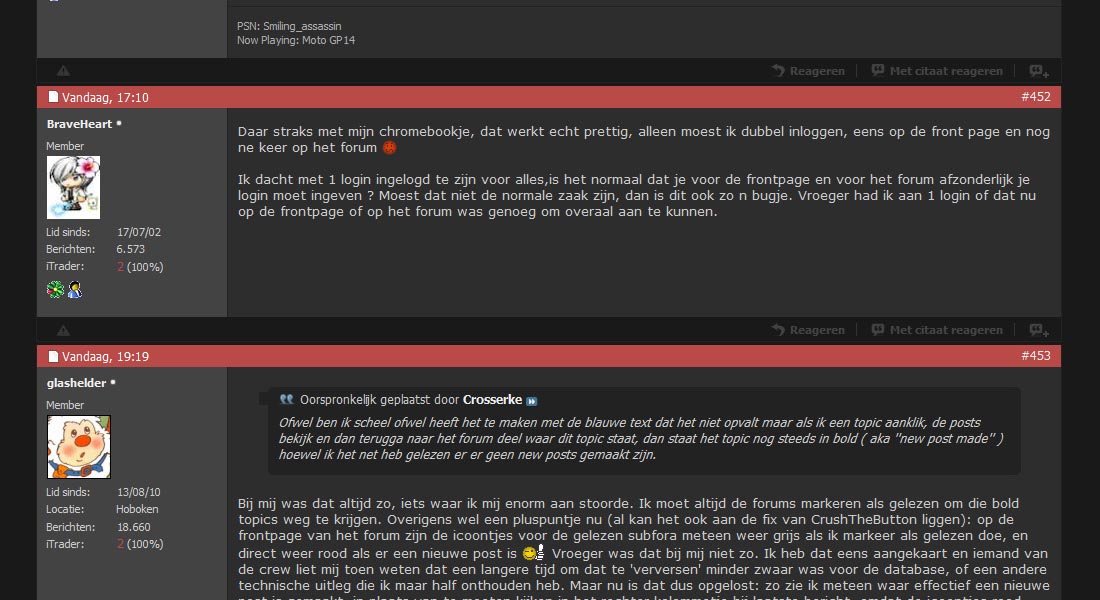 PSN: Smiling_assassin
Now Playing: Moto GP14
Reageren
Met citaat reageren
Vandaag, 17:10
#452
BraveHeart
Member
Lid sinds: 17/07/02
Berichten: 6.573
iTrader: 2 (100%)
Daar straks met mijn chromebookje, dat werkt echt prettig, alleen moest ik dubbel inloggen, eens op de front page en nog
ne keer op het forum
Ik dacht met 1 login ingelogd te zijn voor alles,is het normaal dat je voor de frontpage en voor het forum afzonderlijk je
login moet ingeven ? Moest dat niet de normale zaak zijn, dan is dit ook zo n bugje. Vroeger had ik aan 1 login of dat nu
op de frontpage of op het forum was genoeg om overaal aan te kunnen.
Reageren
Met citaat reageren
Vandaag, 19:19
#453
glashelder
Member
Lid sinds: 13/08/10
Locatie: Hoboken
Berichten: 18.660
iTrader: 2 (100%)
Oorspronkelijk geplaatst door Crosserke
Ofwel ben ik scheel ofwel heeft het te maken met de blauwe text dat het niet opvalt maar als ik een topic aanklik, de posts
bekijk en dan terugga naar het forum deel waar dit topic staat, dan staat het topic nog steeds in bold ( aka "new post made" )
hoewel ik het net heb gelezen er er geen new posts gemaakt zijn.
Bij mij was dat altijd zo, iets waar ik mij enorm aan stoorde. Ik moet altijd de forums markeren als gelezen om die bold
topics weg te krijgen. Overigens wel een pluspuntje nu (al kan het ook aan de fix van CrushTheButton liggen): op de
frontpage van het forum zijn de icoontjes voor de gelezen subfora meteen weer grijs als ik markeer als gelezen doe, en
direct weer rood als er een nieuwe post is Vroeger was dat bij mij niet zo. Ik heb dat eens aangekaart en iemand van
de crew liet mij toen weten dat een langere tijd om dat te 'verversen' minder zwaar was voor de database, of een andere
technische uitleg die ik maar half onthouden heb. Maar nu is dat dus opgelost: zo zie ik meteen waar effectief een nieuwe